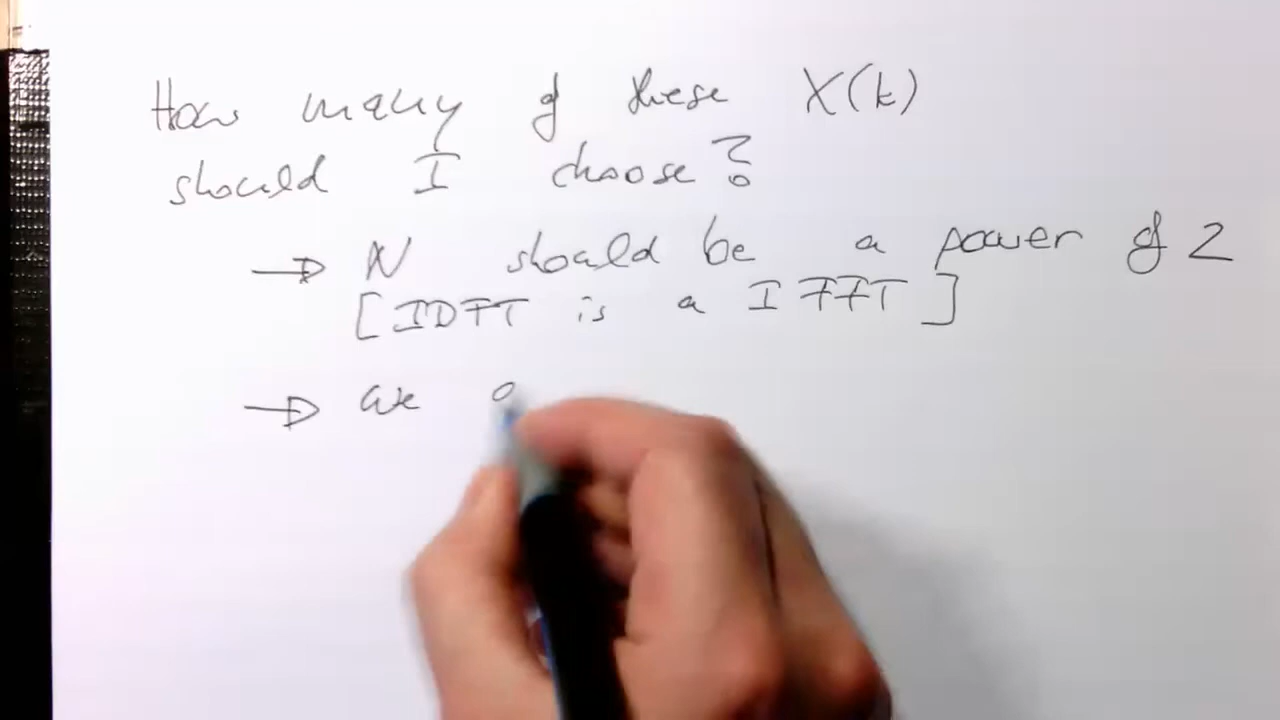 How many of these X(k)
should I choose?
→ N should be a power of 2
[IDFT is a IFFT]
→ We